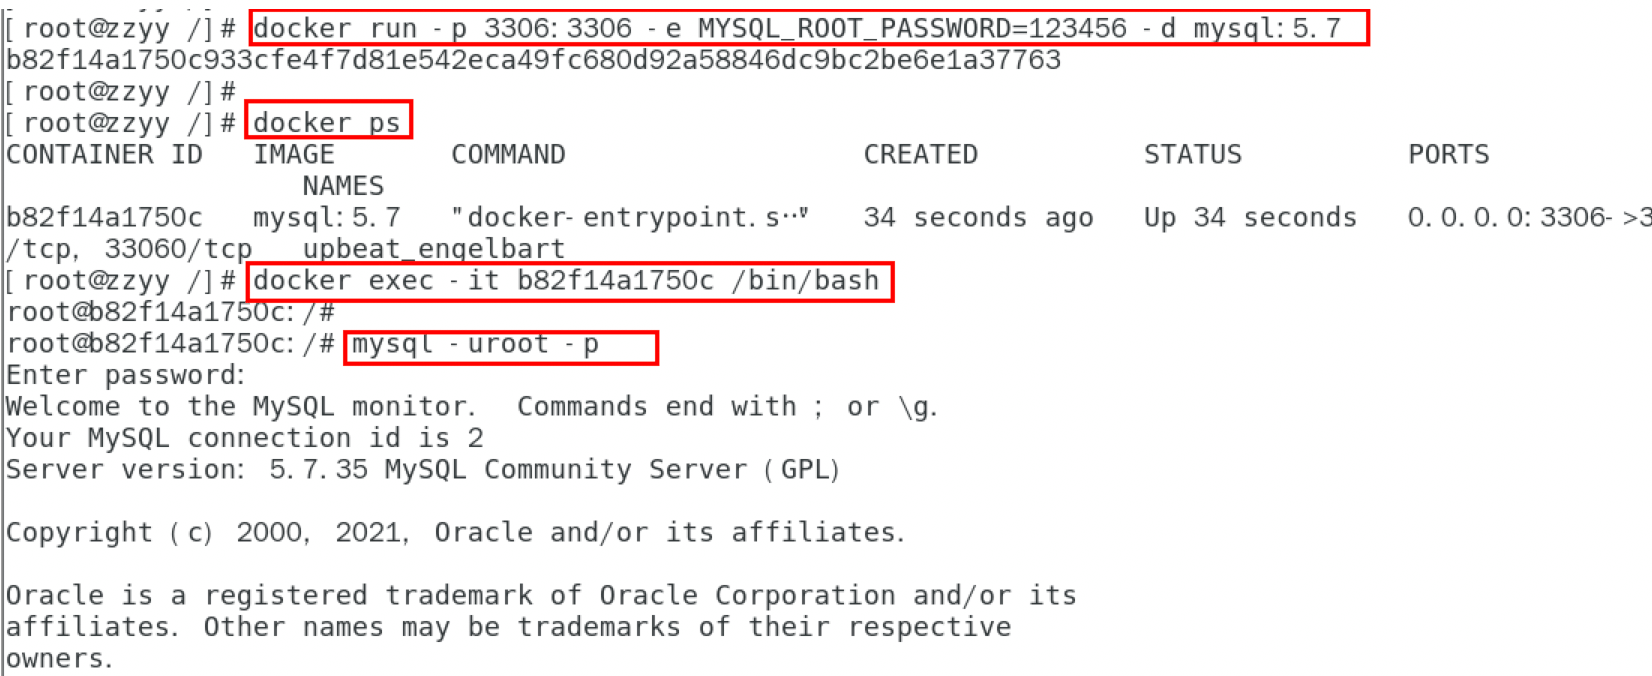 [root@zzyy /]# docker run -p 3306:3306 -e MYSQL_ROOT_PASSWORD=123456 -d mysql:5.7
b82f14a1750c933cfe4f7d81e542eca49fc680d92a58846dc9bc2be6e1a37763
[root@zzyy /]#
[root@zzyy /]# docker ps
CONTAINER ID   IMAGE       COMMAND                  CREATED          STATUS          PORTS
                  NAMES
b82f14a1750c   mysql:5.7   "docker-entrypoint.s…"   34 seconds ago   Up 34 seconds   0.0.0.0:3306->3
/tcp, 33060/tcp   upbeat_engelbart
[root@zzyy /]# docker exec -it b82f14a1750c /bin/bash
root@b82f14a1750c:/#
root@b82f14a1750c:/# mysql -uroot -p
Enter password:
Welcome to the MySQL monitor.  Commands end with ; or \g.
Your MySQL connection id is 2
Server version: 5.7.35 MySQL Community Server (GPL)

Copyright (c) 2000, 2021, Oracle and/or its affiliates.

Oracle is a registered trademark of Oracle Corporation and/or its
affiliates. Other names may be trademarks of their respective
owners.